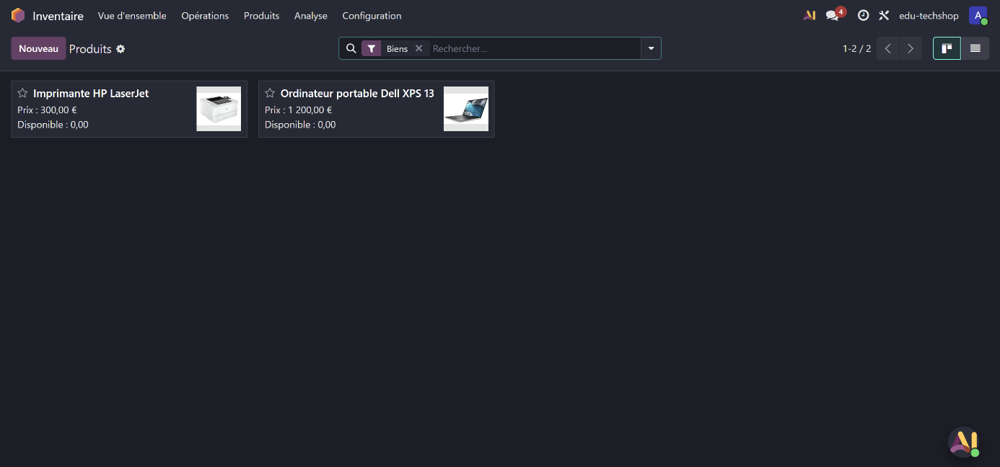 Inventaire Vue d'ensemble Opérations Produits Analyse Configuration AI 4 edu-techshop A
Nouveau Produits Biens Rechercher... 1-2 / 2
Imprimante HP LaserJet
Prix : 300,00 €
Disponible : 0,00
Ordinateur portable Dell XPS 13
Prix : 1 200,00 €
Disponible : 0,00
AI